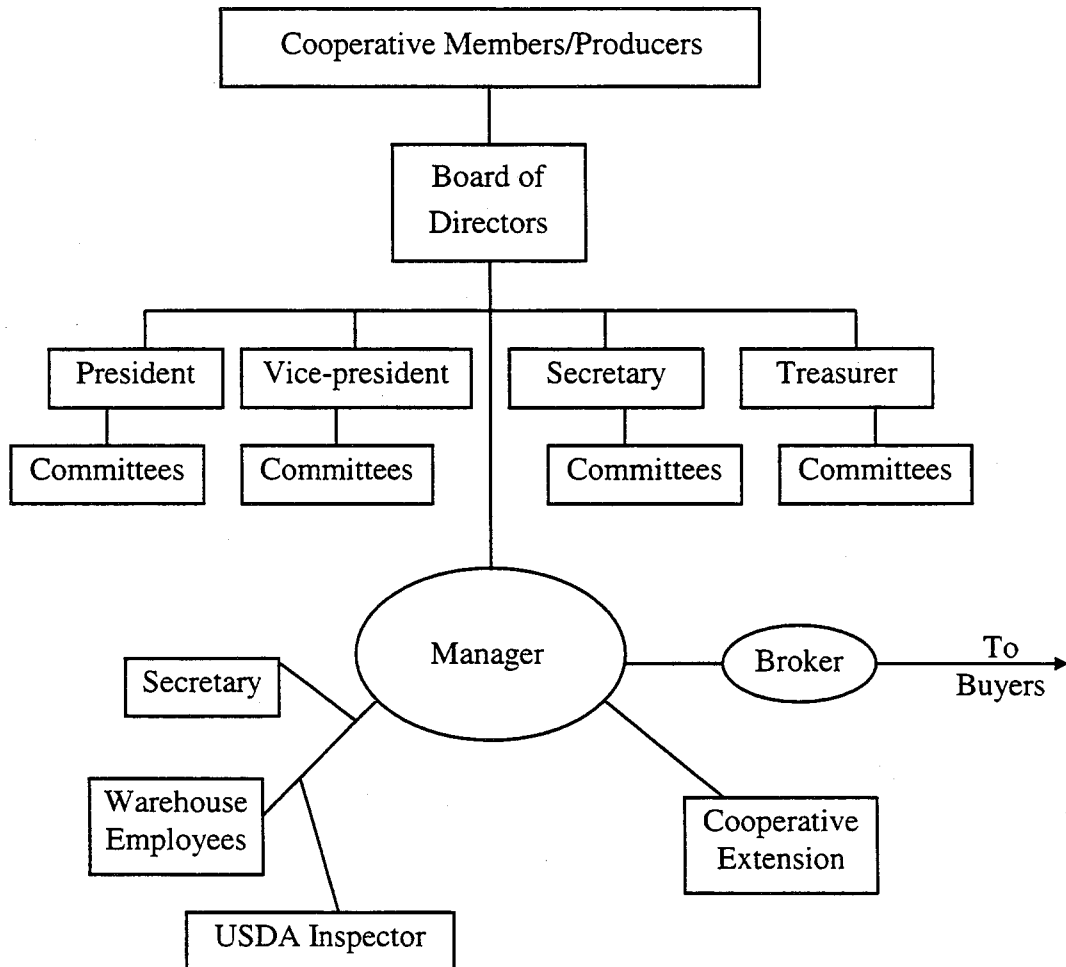 Cooperative Members/Producers
Board of
Directors
President
Vice-president
Secretary
Treasurer
Committees
Committees
Committees
Committees
Manager
Broker
To
Buyers
Secretary
Warehouse
Employees
Cooperative
Extension
USDA Inspector